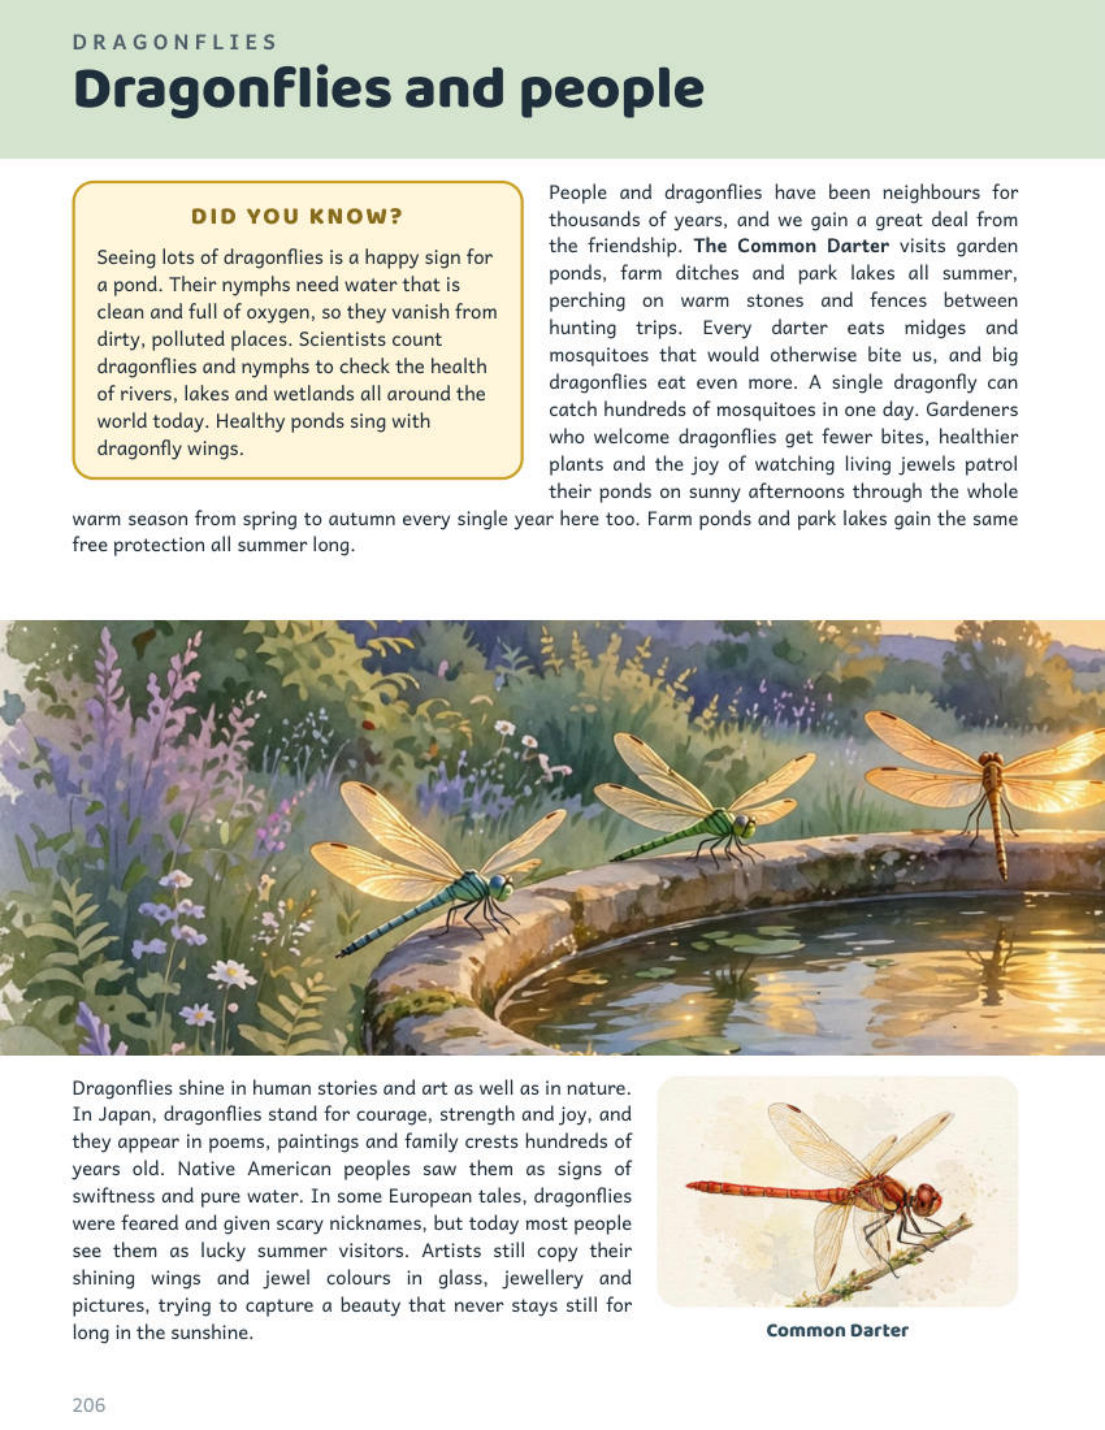 DRAGONFLIES
Dragonflies and people
DID YOU KNOW?
Seeing lots of dragonflies is a happy sign for
a pond. Their nymphs need water that is
clean and full of oxygen, so they vanish from
dirty, polluted places. Scientists count
dragonflies and nymphs to check the health
of rivers, lakes and wetlands all around the
world today. Healthy ponds sing with
dragonfly wings.
People and dragonflies have been neighbours for
thousands of years, and we gain a great deal from
the friendship. The Common Darter visits garden
ponds, farm ditches and park lakes all summer,
perching on warm stones and fences between
hunting trips. Every darter eats midges and
mosquitoes that would otherwise bite us, and big
dragonflies eat even more. A single dragonfly can
catch hundreds of mosquitoes in one day. Gardeners
who welcome dragonflies get fewer bites, healthier
plants and the joy of watching living jewels patrol
their ponds on sunny afternoons through the whole
warm season from spring to autumn every single year here too. Farm ponds and park lakes gain the same
free protection all summer long.
Dragonflies shine in human stories and art as well as in nature.
In Japan, dragonflies stand for courage, strength and joy, and
they appear in poems, paintings and family crests hundreds of
years old. Native American peoples saw them as signs of
swiftness and pure water. In some European tales, dragonflies
were feared and given scary nicknames, but today most people
see them as lucky summer visitors. Artists still copy their
shining wings and jewel colours in glass, jewellery and
pictures, trying to capture a beauty that never stays still for
long in the sunshine.
Common Darter
206